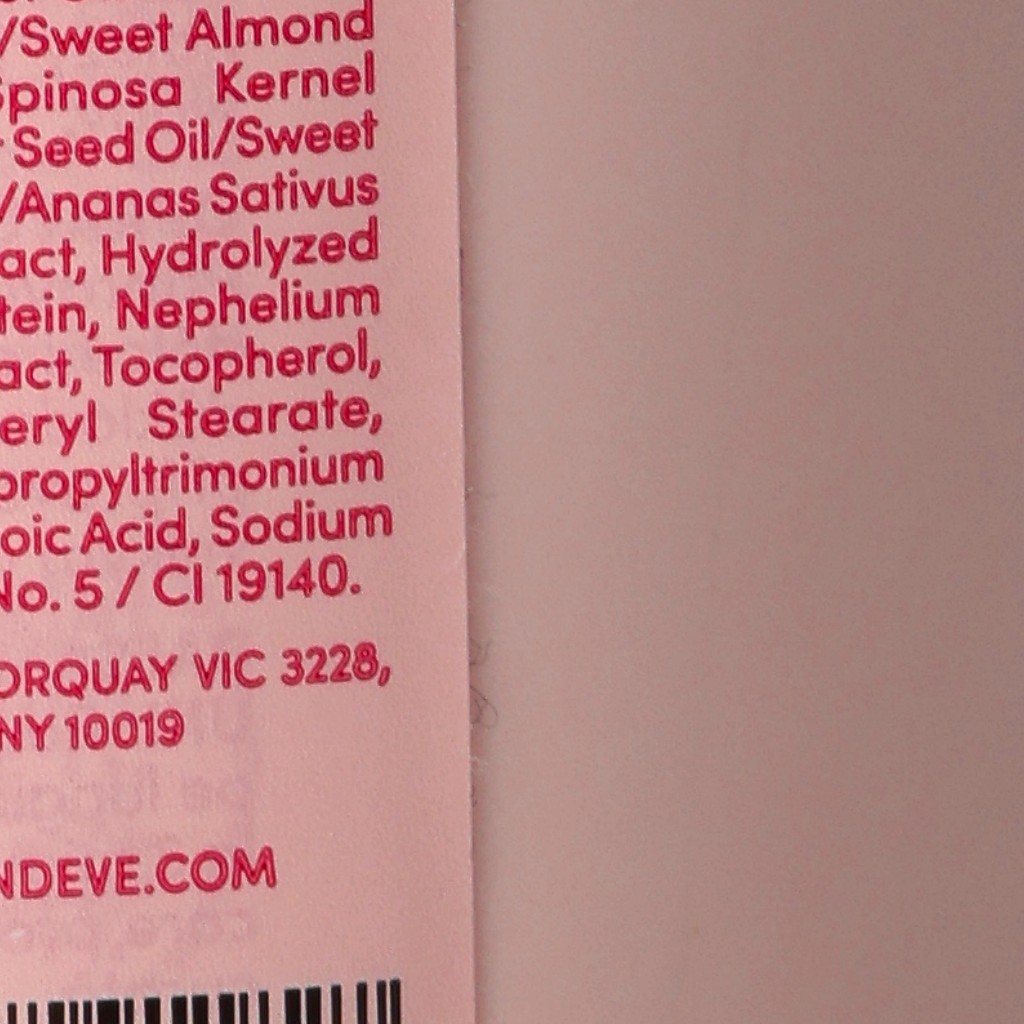 /Sweet Almond
Spinosa Kernel
Seed Oil/Sweet
/Ananas Sativus
act, Hydrolyzed
tein, Nephelium
act, Tocopherol,
eryl Stearate,
propyltrimonium
oic Acid, Sodium
No. 5 / CI 19140.
ORQUAY VIC 3228,
NY 10019
NDEVE.COM